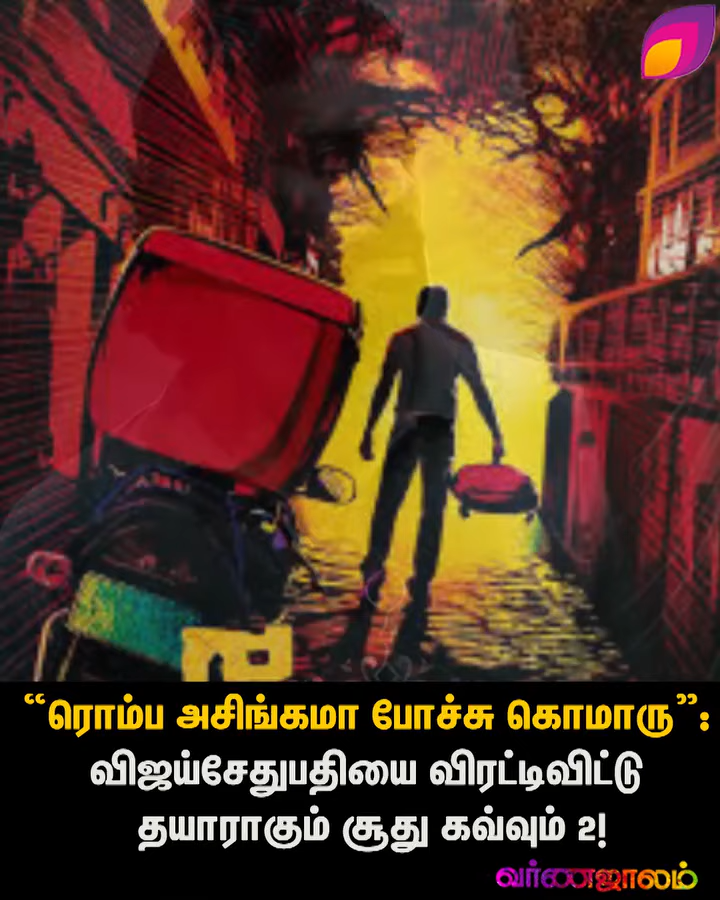 “ரொம்ப அசிங்கமா போச்சு கொமாரு”:
விஜய்சேதுபதியை விரட்டிவிட்டு
தயாராகும் சூது கவ்வும் 2!
வர்ணஜாலம்